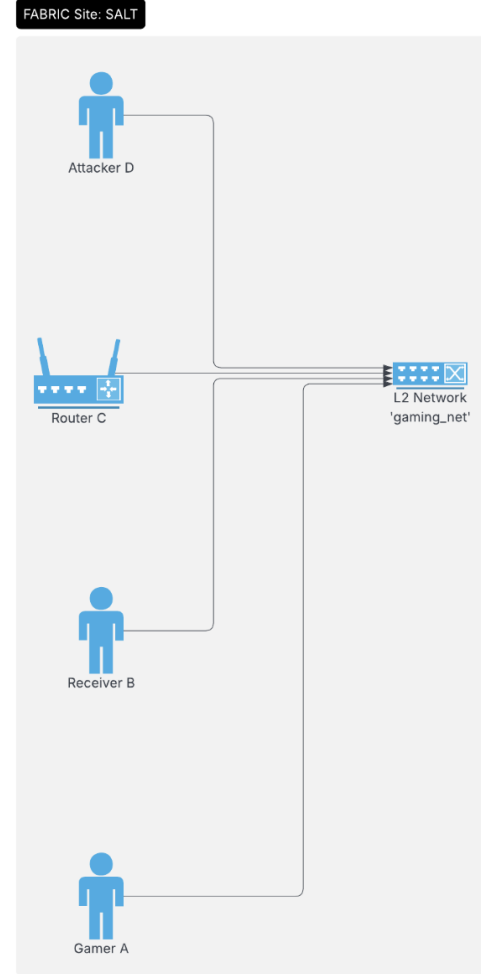 FABRIC Site: SALT
Attacker D
Router C
L2 Network
'gaming_net'
Receiver B
Gamer A